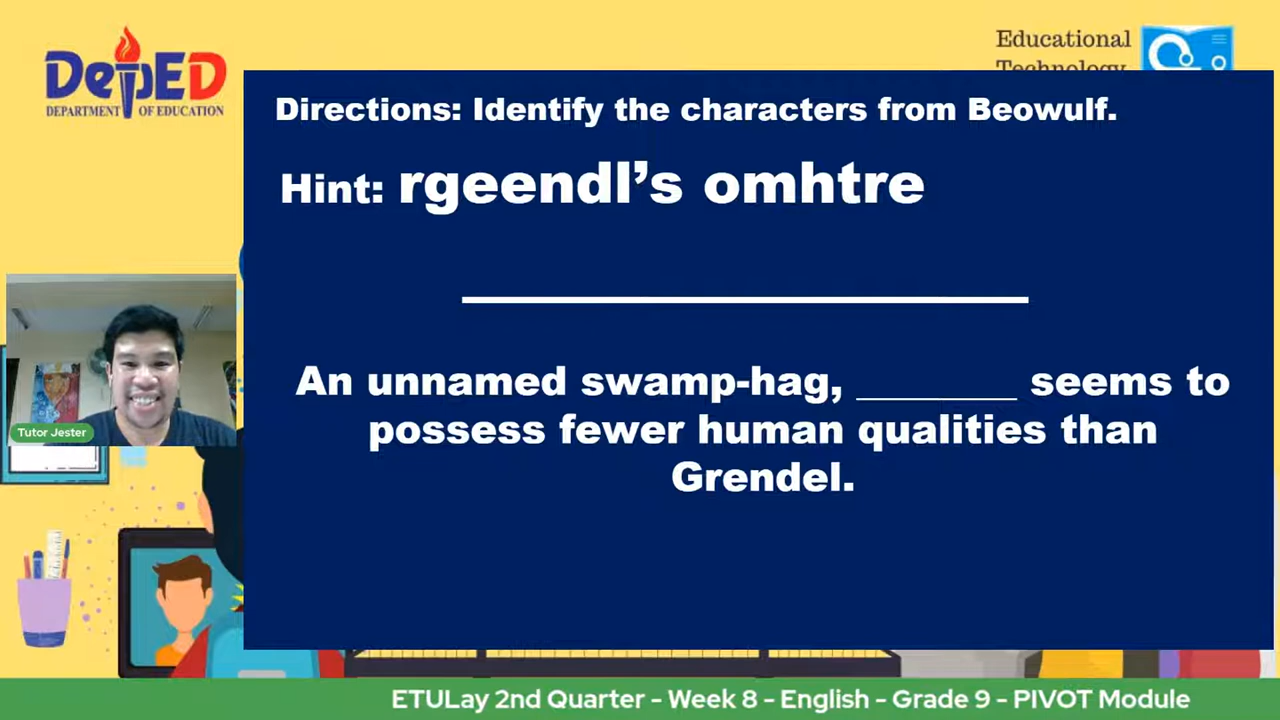 DepED
DEPARTMENT OF EDUCATION
Educational
Technology
Directions: Identify the characters from Beowulf.
Hint: rgeendl’s omhtre
An unnamed swamp-hag, ________ seems to
possess fewer human qualities than
Grendel.
Tutor Jester
ETULay 2nd Quarter - Week 8 - English - Grade 9 - PIVOT Module